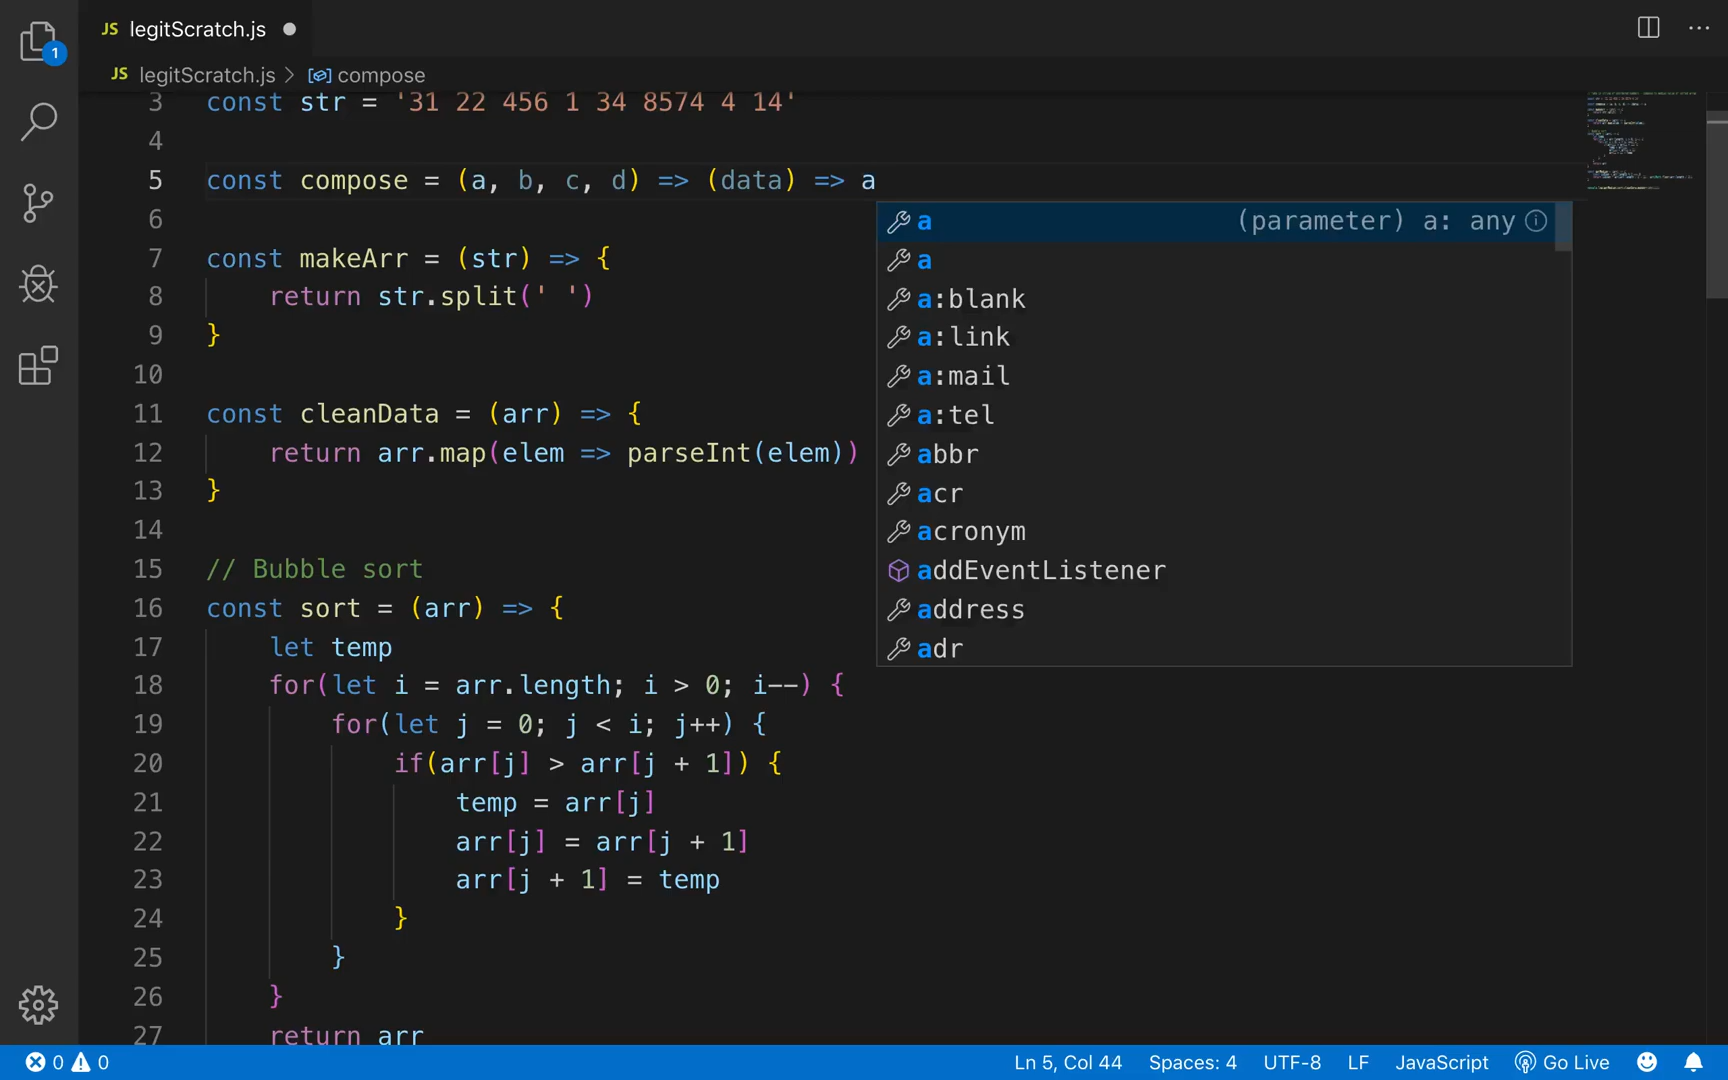 JS legitScratch.js
1
JS legitScratch.js > compose
3 const str = '31 22 456 1 34 8574 4 14'
4
5 const compose = (a, b, c, d) => (data) => a
6
7 const makeArr = (str) => {
8 return str.split(' ')
9 }
10
11 const cleanData = (arr) => {
12 return arr.map(elem => parseInt(elem))
13 }
14
15 // Bubble sort
16 const sort = (arr) => {
17 let temp
18 for(let i = arr.length; i > 0; i--) {
19 for(let j = 0; j < i; j++) {
20 if(arr[j] > arr[j + 1]) {
21 temp = arr[j]
22 arr[j] = arr[j + 1]
23 arr[j + 1] = temp
24 }
25 }
26 }
27 return arr
a (parameter) a: any
a
a:blank
a:link
a:mail
a:tel
abbr
acr
acronym
addEventListener
address
adr
0 0 Ln 5, Col 44 Spaces: 4 UTF-8 LF JavaScript Go Live